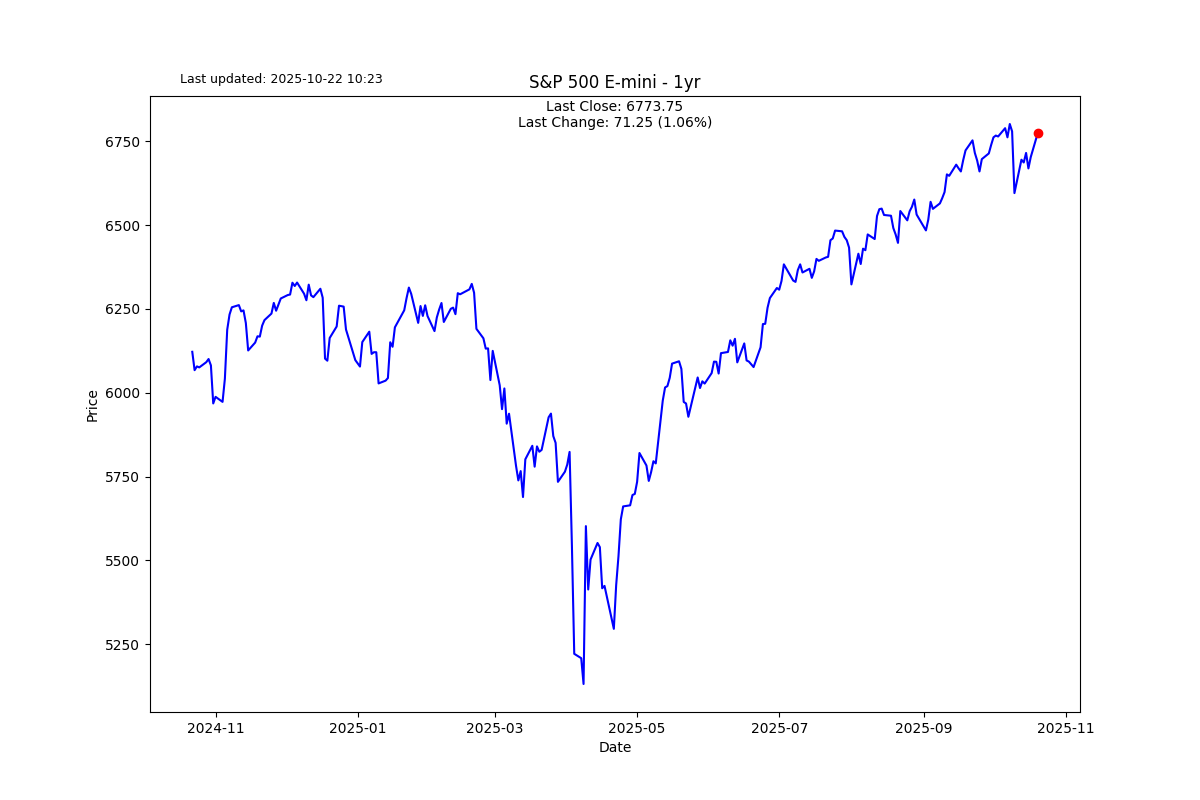 Last updated: 2025-10-22 10:23
S&P 500 E-mini - 1yr
Last Close: 6773.75
Last Change: 71.25 (1.06%)
6750
6500
6250
6000
5750
5500
5250
Price
2024-11
2025-01
2025-03
2025-05
2025-07
2025-09
2025-11
Date